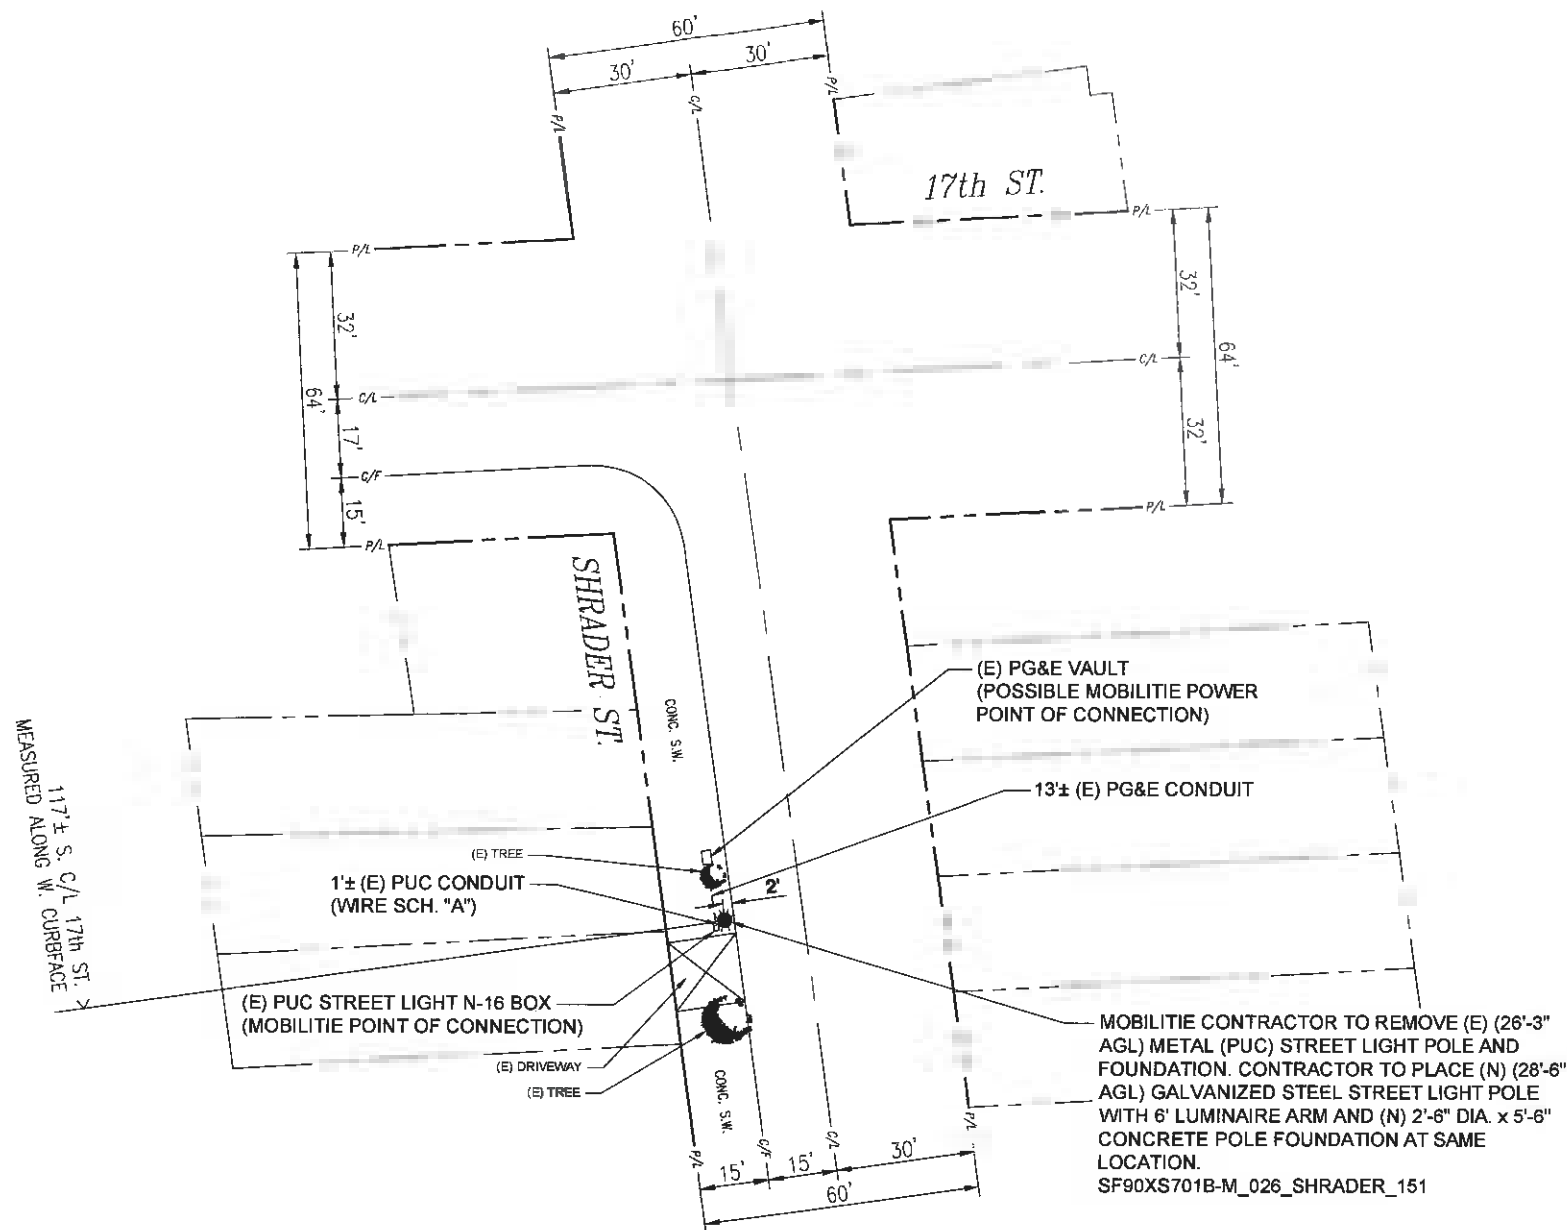 60'
30'
30'
P/L
C/L
P/L
17th ST.
P/L
P/L
32'
64'
C/L
17'
C/F
15'
P/L
32'
64'
C/L
32'
P/L
SHRADER ST.
CONC. S.W.
(E) PG&E VAULT
(POSSIBLE MOBILITIE POWER
POINT OF CONNECTION)
13'± (E) PG&E CONDUIT
(E) TREE
1'± (E) PUC CONDUIT
(WIRE SCH. "A")
2'
117'± S. C/L 17th ST.
MEASURED ALONG W. CURBFACE
(E) PUC STREET LIGHT N-16 BOX
(MOBILITIE POINT OF CONNECTION)
(E) DRIVEWAY
(E) TREE
CONC. S.W.
MOBILITIE CONTRACTOR TO REMOVE (E) (26'-3"
AGL) METAL (PUC) STREET LIGHT POLE AND
FOUNDATION. CONTRACTOR TO PLACE (N) (28'-6"
AGL) GALVANIZED STEEL STREET LIGHT POLE
WITH 6' LUMINAIRE ARM AND (N) 2'-6" DIA. x 5'-6"
CONCRETE POLE FOUNDATION AT SAME
LOCATION.
SF90XS701B-M_026_SHRADER_151
P/L
C/F
C/L
P/L
15'
15'
30'
60'